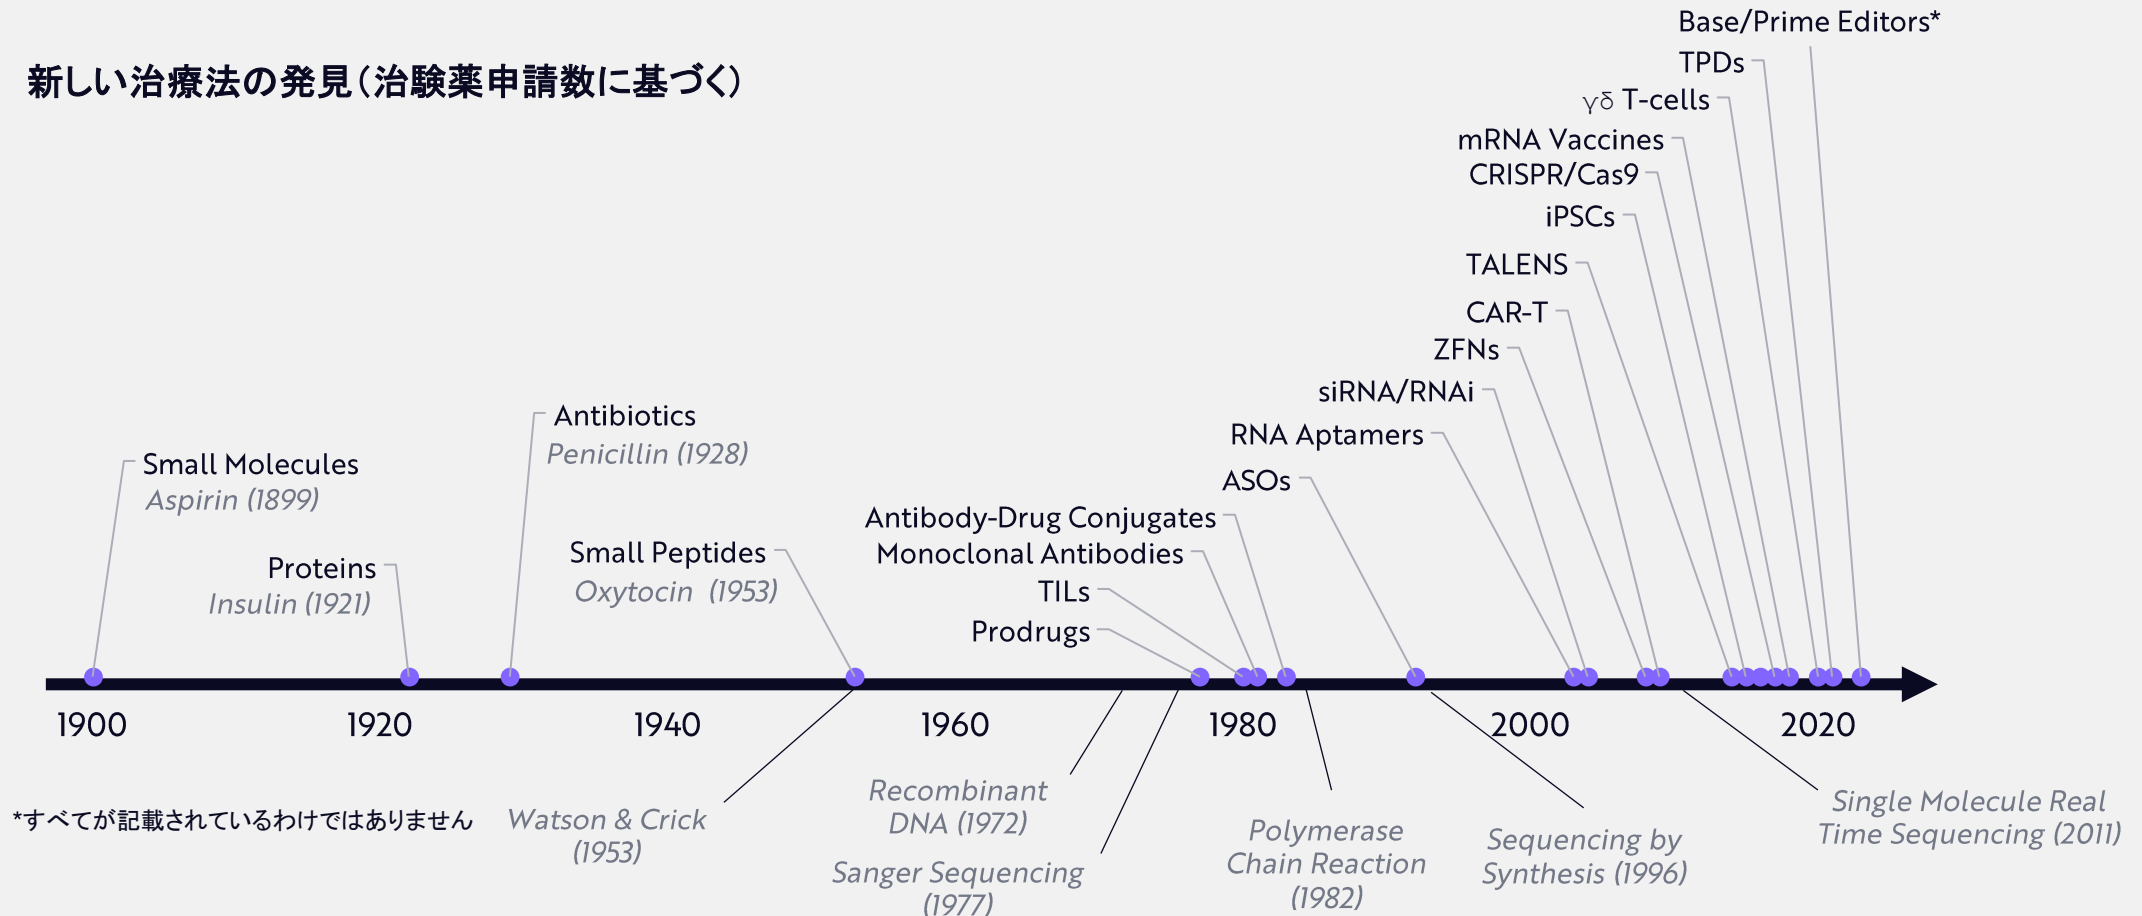 新しい治療法の発見（治験薬申請数に基づく）
Base/Prime Editors*
TPDs
γδ T-cells
mRNA Vaccines
CRISPR/Cas9
iPSCs
TALENS
CAR-T
ZFNs
siRNA/RNAi
RNA Aptamers
ASOs
Antibody-Drug Conjugates
Monoclonal Antibodies
TILs
Prodrugs
Antibiotics
Penicillin (1928)
Small Molecules
Aspirin (1899)
Small Peptides
Oxytocin (1953)
Proteins
Insulin (1921)
1900
1920
1940
1960
1980
2000
2020
*すべてが記載されているわけではありません
Watson & Crick
(1953)
Recombinant
DNA (1972)
Sanger Sequencing
(1977)
Polymerase
Chain Reaction
(1982)
Sequencing by
Synthesis (1996)
Single Molecule Real
Time Sequencing (2011)